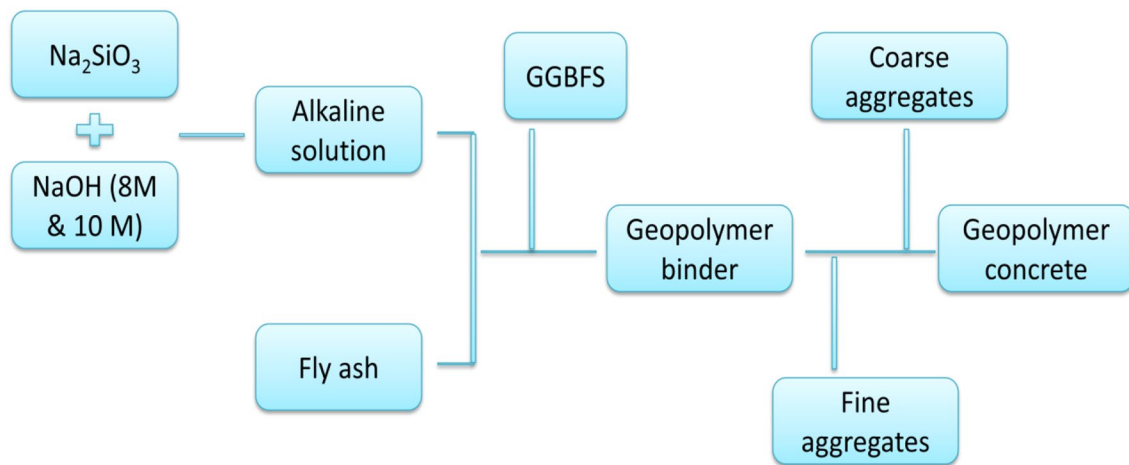 Na₂SiO₃
NaOH (8M
& 10 M)
Alkaline
solution
Fly ash
GGBFS
Geopolymer
binder
Coarse
aggregates
Fine
aggregates
Geopolymer
concrete